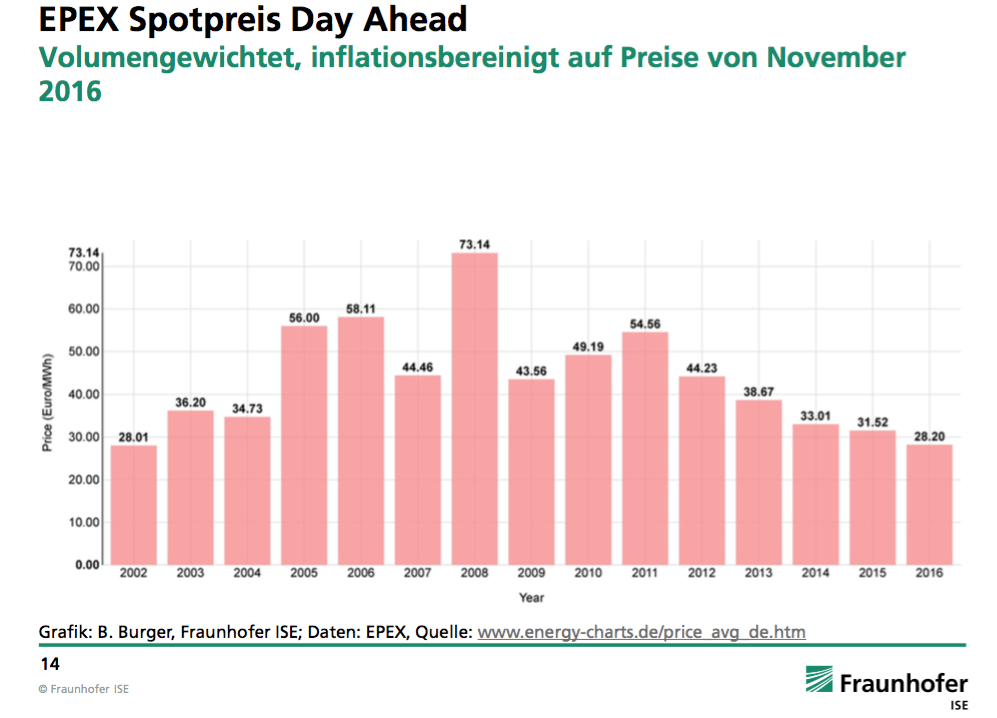 EPEX Spotpreis Day Ahead
Volumengewichtet, inflationsbereinigt auf Preise von November
2016
Price (Euro/MWh)
73.14
70.00
60.00
50.00
40.00
30.00
20.00
10.00
0.00
28.01
36.20
34.73
56.00
58.11
44.46
73.14
43.56
49.19
54.56
44.23
38.67
33.01
31.52
28.20
2002 2003 2004 2005 2006 2007 2008 2009 2010 2011 2012 2013 2014 2015 2016
Year
Grafik: B. Burger, Fraunhofer ISE; Daten: EPEX, Quelle: www.energy-charts.de/price_avg_de.htm
14
© Fraunhofer ISE
Fraunhofer
ISE